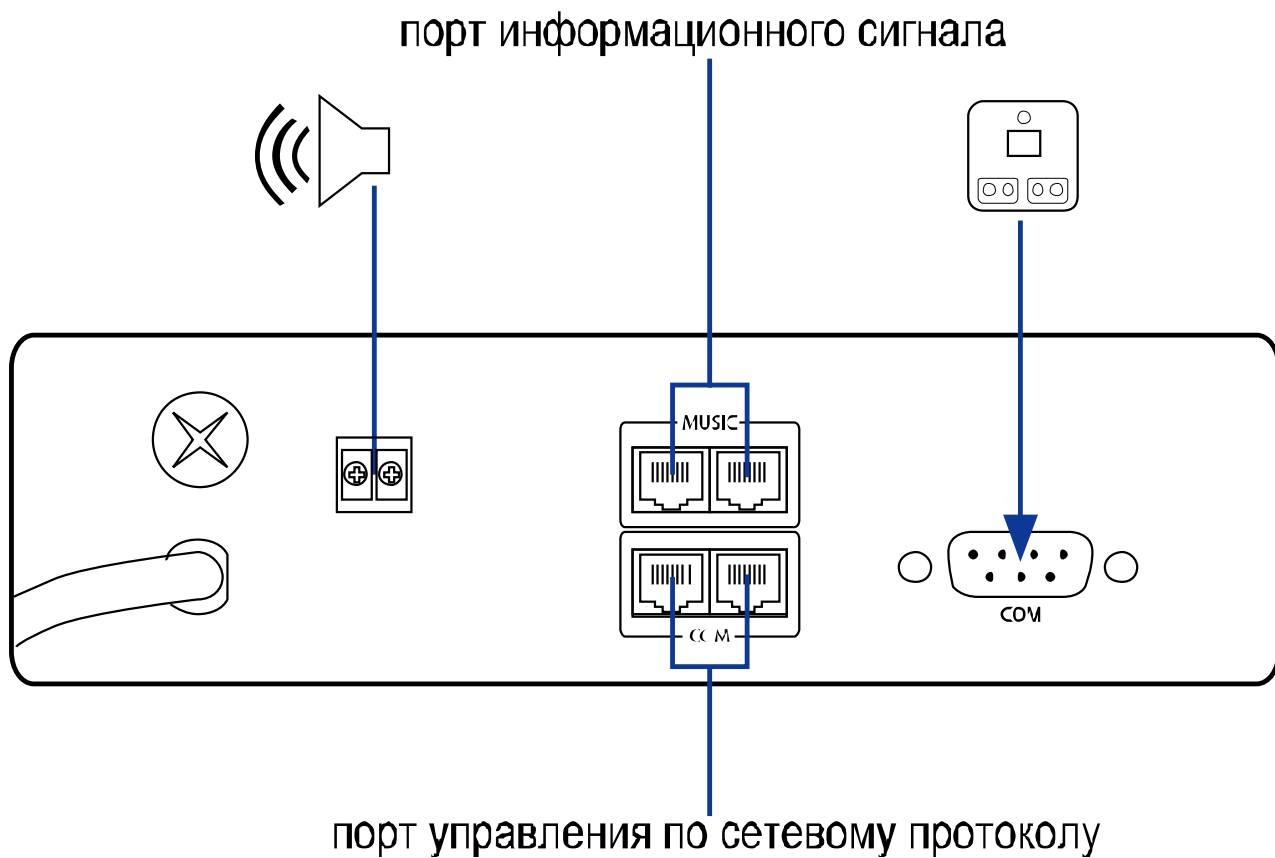 порт информационного сигнала
MUSIC
COM
COM
порт управления по сетевому протоколу